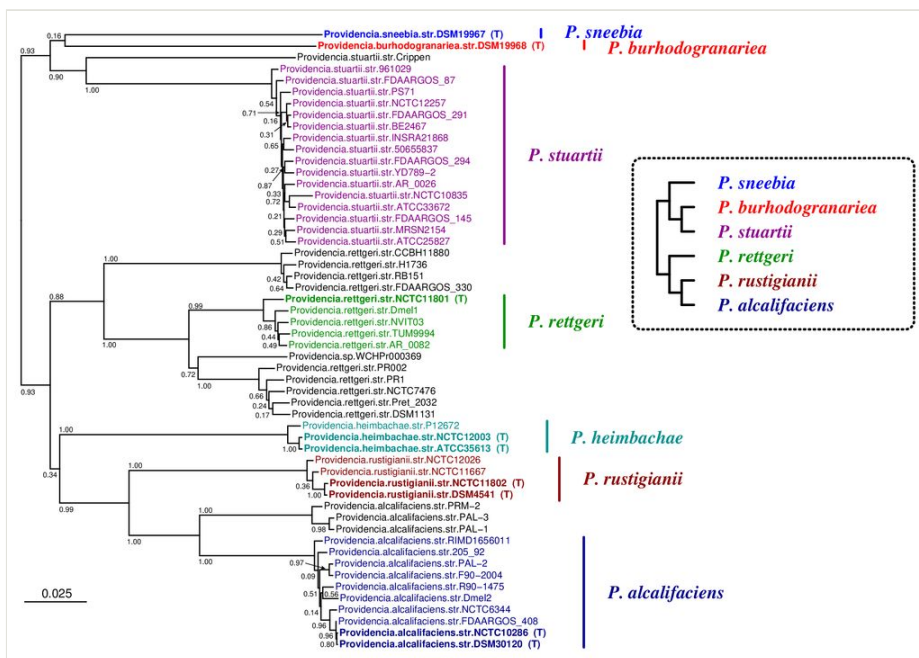 Providencia.sneebia.str.DSM19967 (T)
P. sneebia
Providencia.burhodogranariea.str.DSM19968 (T)
P. burhodogranariea
Providencia.stuartii.str.Crippen
Providencia.stuartii.str.961029
Providencia.stuartii.str.FDAARGOS_87
Providencia.stuartii.str.PS71
Providencia.stuartii.str.NCTC12257
Providencia.stuartii.str.FDAARGOS_291
Providencia.stuartii.str.BE2467
Providencia.stuartii.str.INSRA21868
Providencia.stuartii.str.50655837
Providencia.stuartii.str.FDAARGOS_294
Providencia.stuartii.str.YD789-2
Providencia.stuartii.str.AR_0026
Providencia.stuartii.str.NCTC10835
Providencia.stuartii.str.ATCC33672
Providencia.stuartii.str.FDAARGOS_145
Providencia.stuartii.str.MRSN2154
Providencia.stuartii.str.ATCC25827
P. stuartii
Providencia.rettgeri.str.CCBH11880
Providencia.rettgeri.str.H1736
Providencia.rettgeri.str.RB151
Providencia.rettgeri.str.FDAARGOS_330
Providencia.rettgeri.str.NCTC11801 (T)
Providencia.rettgeri.str.Dmel1
Providencia.rettgeri.str.NVIT03
Providencia.rettgeri.str.TUM9994
Providencia.rettgeri.str.AR_0082
P. rettgeri
Providencia.sp.WCHPr000369
Providencia.rettgeri.str.PR002
Providencia.rettgeri.str.PR1
Providencia.rettgeri.str.NCTC7476
Providencia.rettgeri.str.Pret_2032
Providencia.rettgeri.str.DSM1131
Providencia.heimbachae.str.P12672
Providencia.heimbachae.str.NCTC12003 (T)
Providencia.heimbachae.str.ATCC35613 (T)
P. heimbachae
Providencia.rustigianii.str.NCTC12026
Providencia.rustigianii.str.NCTC11667
Providencia.rustigianii.str.NCTC11802 (T)
Providencia.rustigianii.str.DSM4541 (T)
P. rustigianii
Providencia.alcalifaciens.str.PRM-2
Providencia.alcalifaciens.str.PAL-3
Providencia.alcalifaciens.str.PAL-1
Providencia.alcalifaciens.str.RIMD1656011
Providencia.alcalifaciens.str.205_92
Providencia.alcalifaciens.str.PAL-2
Providencia.alcalifaciens.str.F90-2004
Providencia.alcalifaciens.str.R90-1475
Providencia.alcalifaciens.str.Dmel2
Providencia.alcalifaciens.str.NCTC6344
Providencia.alcalifaciens.str.FDAARGOS_408
Providencia.alcalifaciens.str.NCTC10286 (T)
Providencia.alcalifaciens.str.DSM30120 (T)
P. alcalifaciens
0.16
0.93
0.90
1.00
0.54
0.71
0.16
0.31
0.65
0.27
0.87
0.33
0.72
0.21
0.29
0.51
1.00
0.42
0.64
0.88
0.99
0.86
0.44
0.49
1.00
0.72
1.00
0.66
0.24
0.17
0.93
1.00
1.00
0.34
1.00
0.36
1.00
0.99
1.00
0.98
1.00
1.00
0.97
0.09
0.51
0.56
0.14
0.96
0.96
0.80
0.025
P. sneebia
P. burhodogranariea
P. stuartii
P. rettgeri
P. rustigianii
P. alcalifaciens